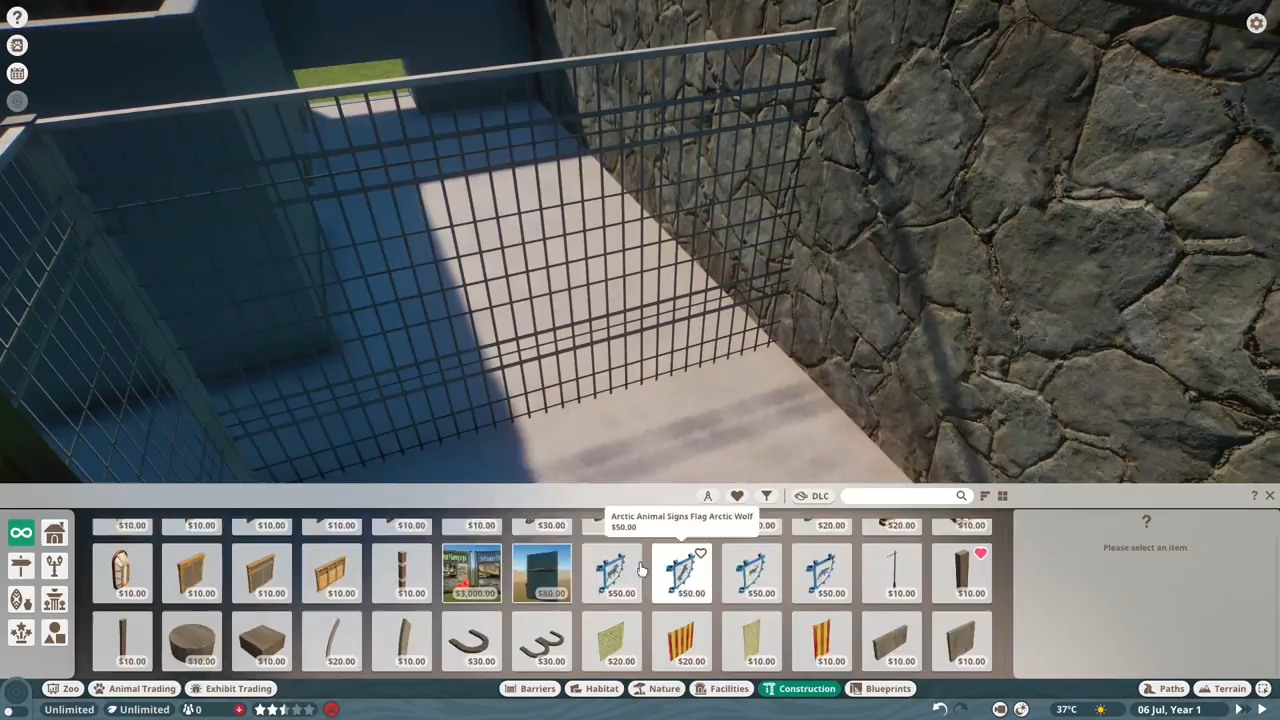 ?
Arctic Animal Signs Flag Arctic Wolf
$50.00
DLC
?
$10.00 $10.00 $10.00 $10.00 $10.00 $10.00 $30.00 $20.00 $20.00 $10.00
$10.00 $10.00 $10.00 $10.00 $10.00 $3,000.00 $80.00 $50.00 $50.00 $50.00 $50.00 $10.00 $10.00
$10.00 $10.00 $10.00 $20.00 $10.00 $30.00 $30.00 $20.00 $20.00 $10.00 $10.00 $10.00 $10.00
?
Please select an item
Zoo Animal Trading Exhibit Trading Barriers Habitat Nature Facilities Construction Blueprints Paths Terrain
Unlimited Unlimited 0 37°C 06 Jul, Year 1